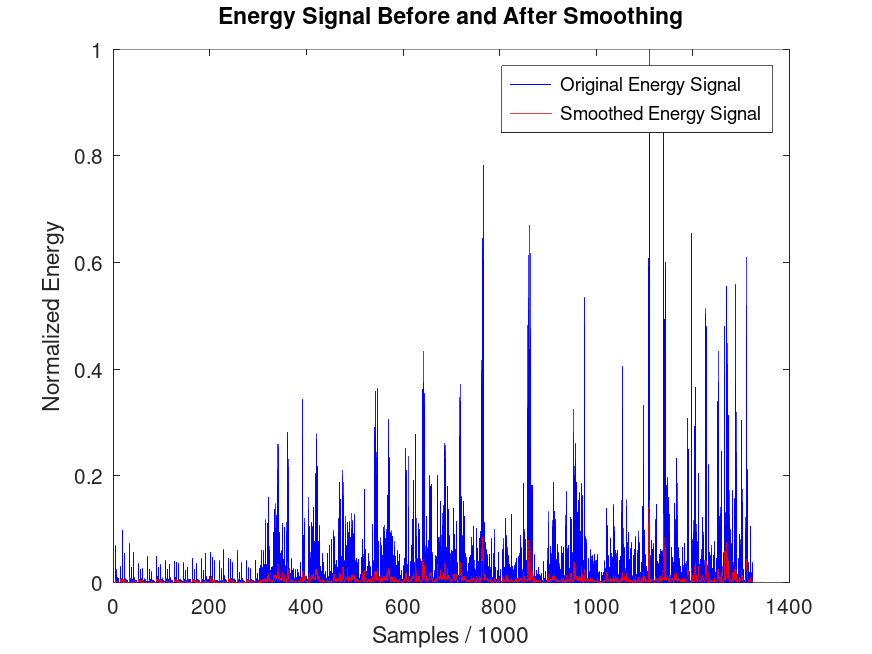 Energy Signal Before and After Smoothing
1
Original Energy Signal
Smoothed Energy Signal
0.8
0.6
0.4
0.2
0
Normalized Energy
0 200 400 600 800 1000 1200 1400
Samples / 1000